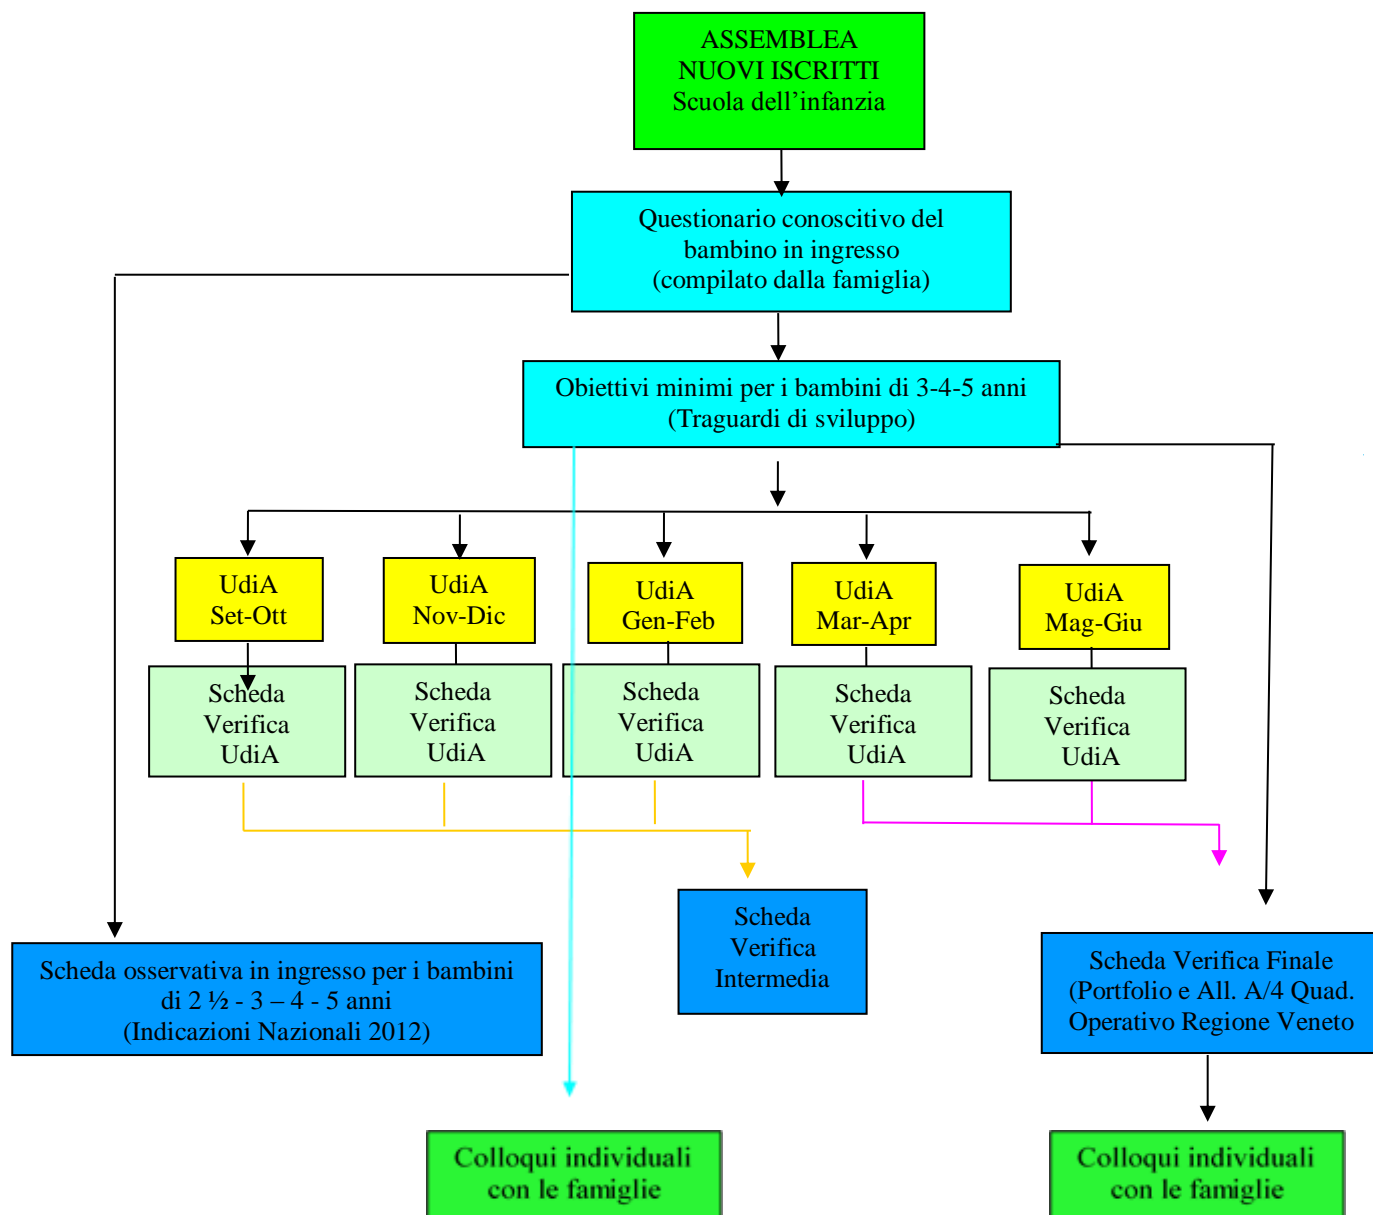 ASSEMBLEA
NUOVI ISCRITTI
Scuola dell’infanzia
Questionario conoscitivo del
bambino in ingresso
(compilato dalla famiglia)
Obiettivi minimi per i bambini di 3-4-5 anni
(Traguardi di sviluppo)
UdiA
Set-Ott
UdiA
Nov-Dic
UdiA
Gen-Feb
UdiA
Mar-Apr
UdiA
Mag-Giu
Scheda
Verifica
UdiA
Scheda
Verifica
UdiA
Scheda
Verifica
UdiA
Scheda
Verifica
UdiA
Scheda
Verifica
UdiA
Scheda
Verifica
Intermedia
Scheda osservativa in ingresso per i bambini
di 2 ½ - 3 – 4 - 5 anni
(Indicazioni Nazionali 2012)
Scheda Verifica Finale
(Portfolio e All. A/4 Quad.
Operativo Regione Veneto
Colloqui individuali
con le famiglie
Colloqui individuali
con le famiglie